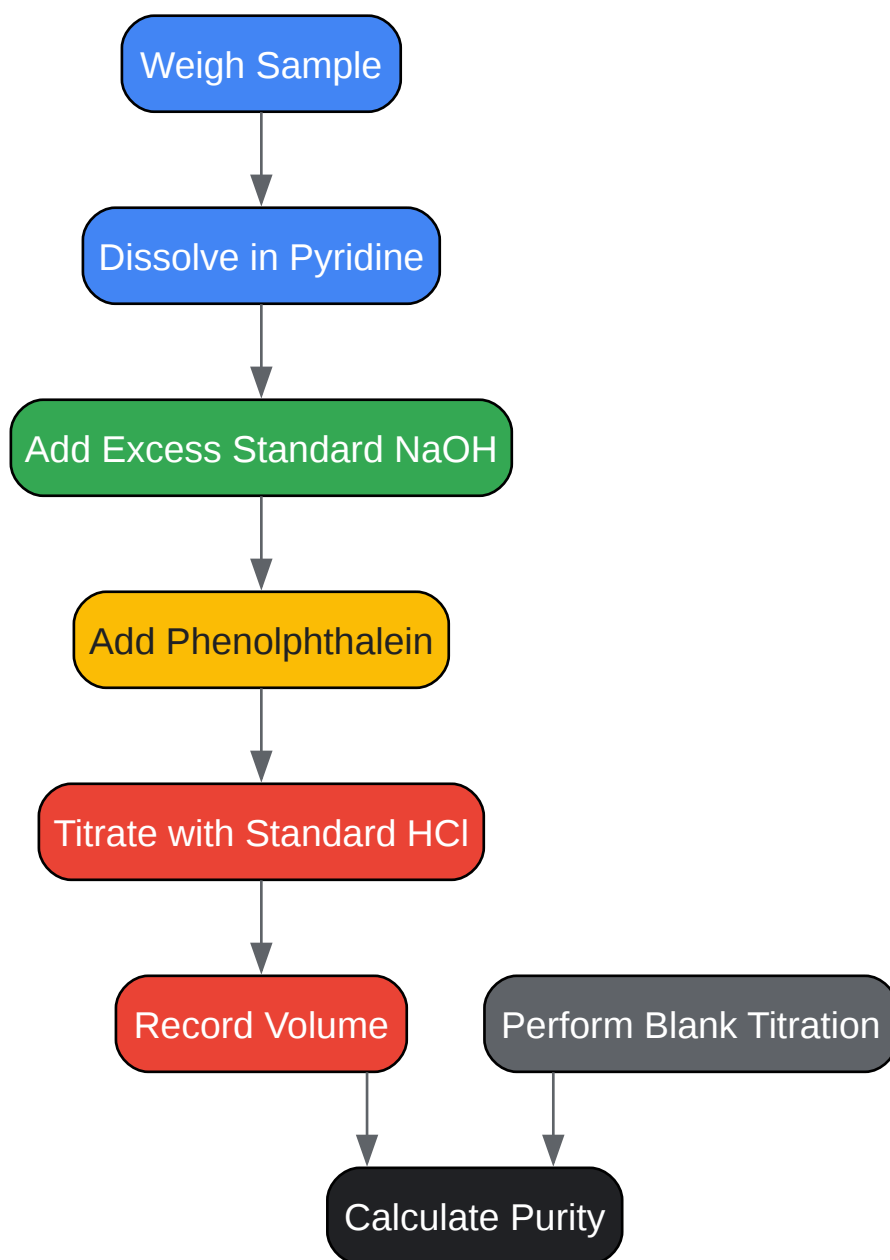 Weigh Sample
Dissolve in Pyridine
Add Excess Standard NaOH
Add Phenolphthalein
Titrate with Standard HCl
Record Volume
Perform Blank Titration
Calculate Purity